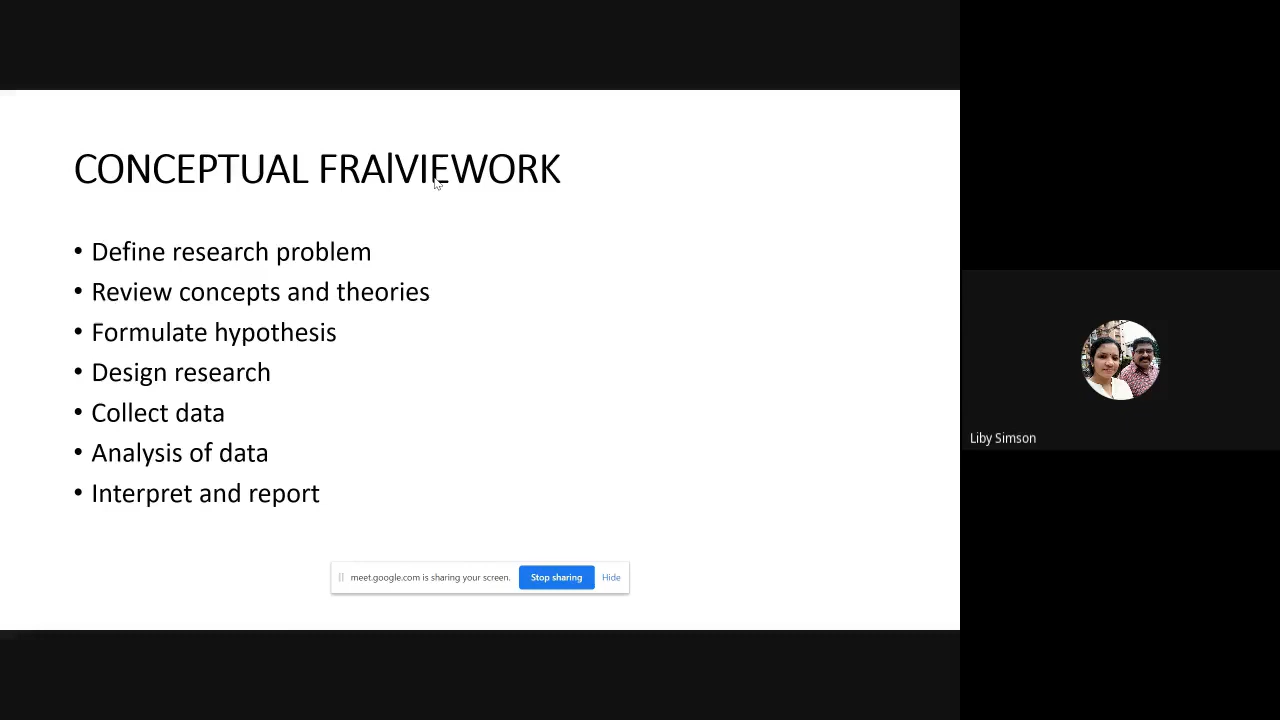 CONCEPTUAL FRAlVIEWORK
• Define research problem
• Review concepts and theories
• Formulate hypothesis
• Design research
• Collect data
• Analysis of data
• Interpret and report
meet.google.com is sharing your screen. Stop sharing Hide
Liby Simson